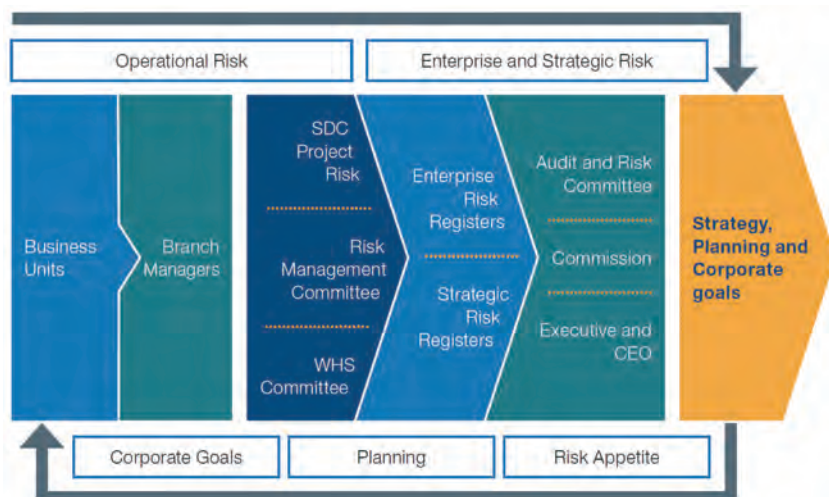 Operational Risk
Enterprise and Strategic Risk
Business
Units
Branch
Managers
SDC
Project
Risk
Risk
Management
Committee
WHS
Committee
Enterprise
Risk
Registers
Strategic
Risk
Registers
Audit and Risk
Committee
Commission
Executive and
CEO
Strategy,
Planning and
Corporate
goals
Corporate Goals
Planning
Risk Appetite